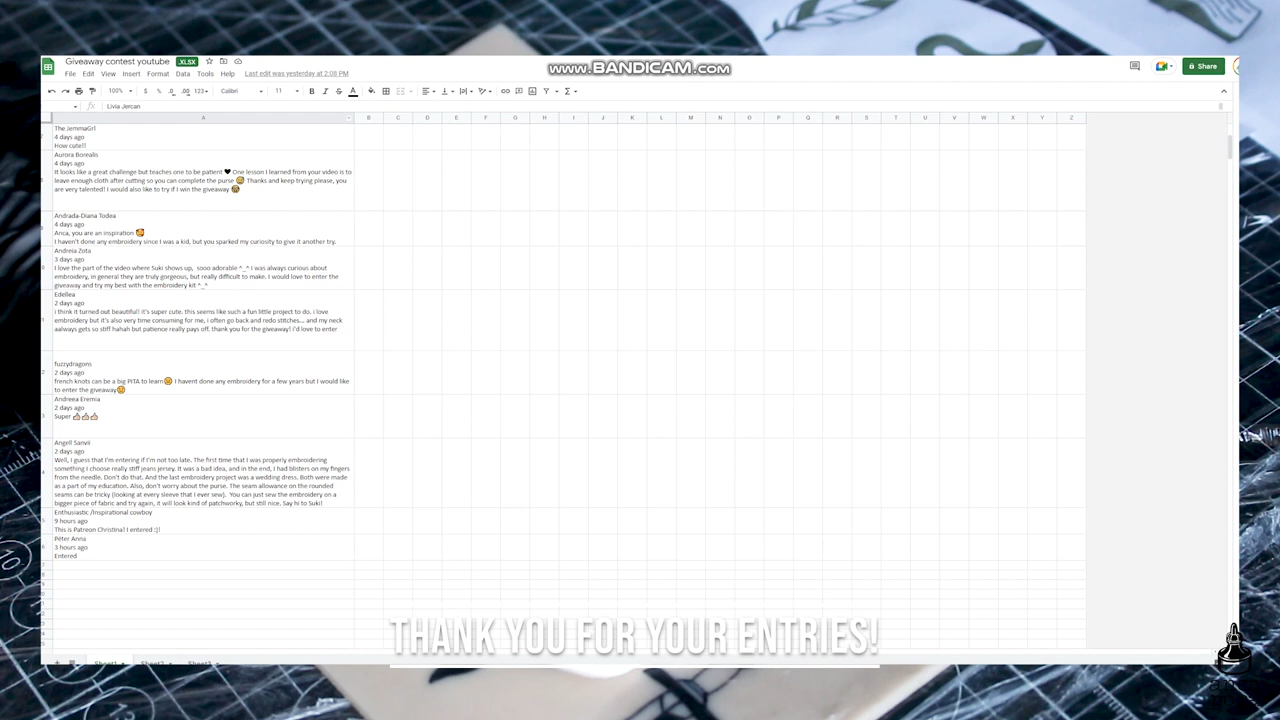 www.BANDICAM.com
Giveaway contest youtube .XLSX
File Edit View Insert Format Data Tools Help Last edit was yesterday at 2:08 PM
Share
100% $ % .0 .00 123 Calibri 11 B I S A
fx Livia Jercan
A B C D E F G H I J K L M N O P Q R S T U V W X Y Z
The JemmaGrl
4 days ago
How cute!!
Aurora Borealis
4 days ago
It looks like a great challenge but teaches one to be patient 🖤 One lesson I learned from your video is to
leave enough cloth after cutting so you can complete the purse 😅 Thanks and keep trying please, you
are very talented! I would also like to try if I win the giveaway 🤓
Andrada-Diana Todea
4 days ago
Anca, you are an inspiration 🥰
I haven't done any embroidery since I was a kid, but you sparked my curiosity to give it another try.
Andreia Zota
3 days ago
I love the part of the video where Suki shows up, sooo adorable ^_^ I was always curious about
embroidery, in general they are truly gorgeous, but really difficult to make. I would love to enter the
giveaway and try my best with the embroidery kit ^_^
Edellea
2 days ago
i think it turned out beautiful! it's super cute. this seems like such a fun little project to do. i love
embroidery but it's also very time consuming for me, i often go back and redo stitches... and my neck
aalways gets so stiff hahah but patience really pays off. thank you for the giveaway! i'd love to enter
fuzzydragons
2 days ago
french knots can be a big PITA to learn I havent done any embroidery for a few years but I would like
to enter the giveaway
Andreea Eremia
2 days ago
Super 👍🏻👍🏻👍🏻
Angell Sanvii
2 days ago
Well, I guess that I'm entering if I'm not too late. The first time that I was properly embroidering
something I choose really stiff jeans jersey. It was a bad idea, and in the end, I had blisters on my fingers
from the needle. Don't do that. And the last embroidery project was a wedding dress. Both were made
as a part of my education. Also, don't worry about the purse. The seam allowance on the rounded
seams can be tricky (looking at every sleeve that I ever sew). You can just sew the embroidery on a
bigger piece of fabric and try again, it will look kind of patchworky, but still nice. Say hi to Suki!
Enthusiastic /Inspirational cowboy
9 hours ago
This is Patreon Christina! I entered :)!
Péter Anna
3 hours ago
Entered
THANK YOU FOR YOUR ENTRIES!
Sheet1 Sheet2 Sheet3